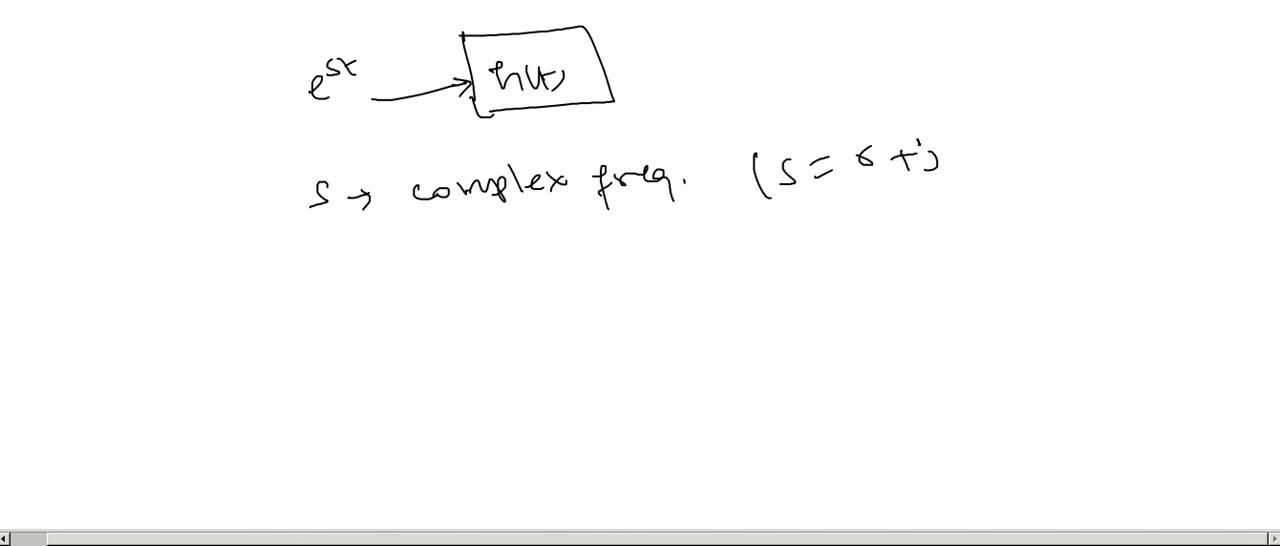 e^st → h(t)
s → complex freq. (s = σ + j